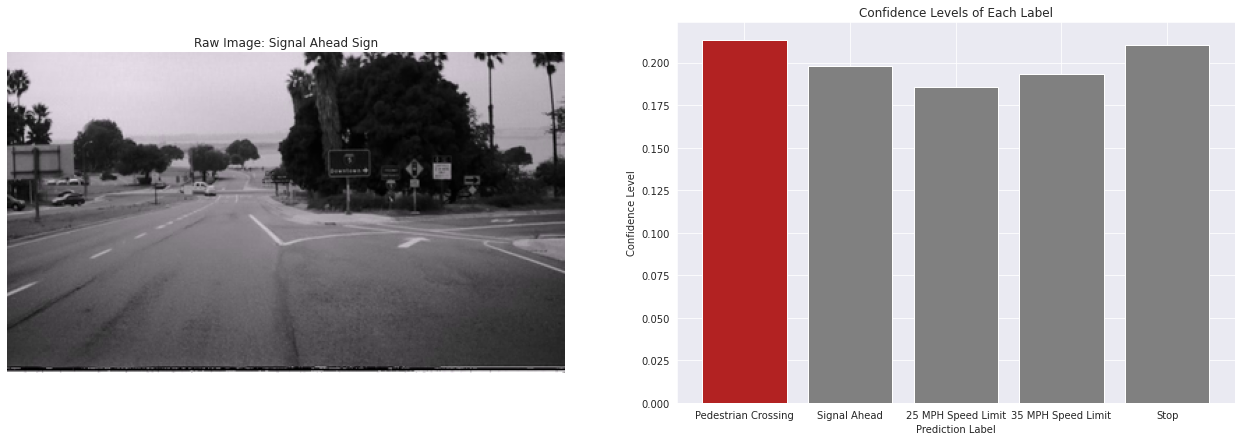 Raw Image: Signal Ahead Sign
Downtown
Confidence Levels of Each Label
Confidence Level
0.200
0.175
0.150
0.125
0.100
0.075
0.050
0.025
0.000
Pedestrian Crossing Signal Ahead 25 MPH Speed Limit 35 MPH Speed Limit Stop
Prediction Label